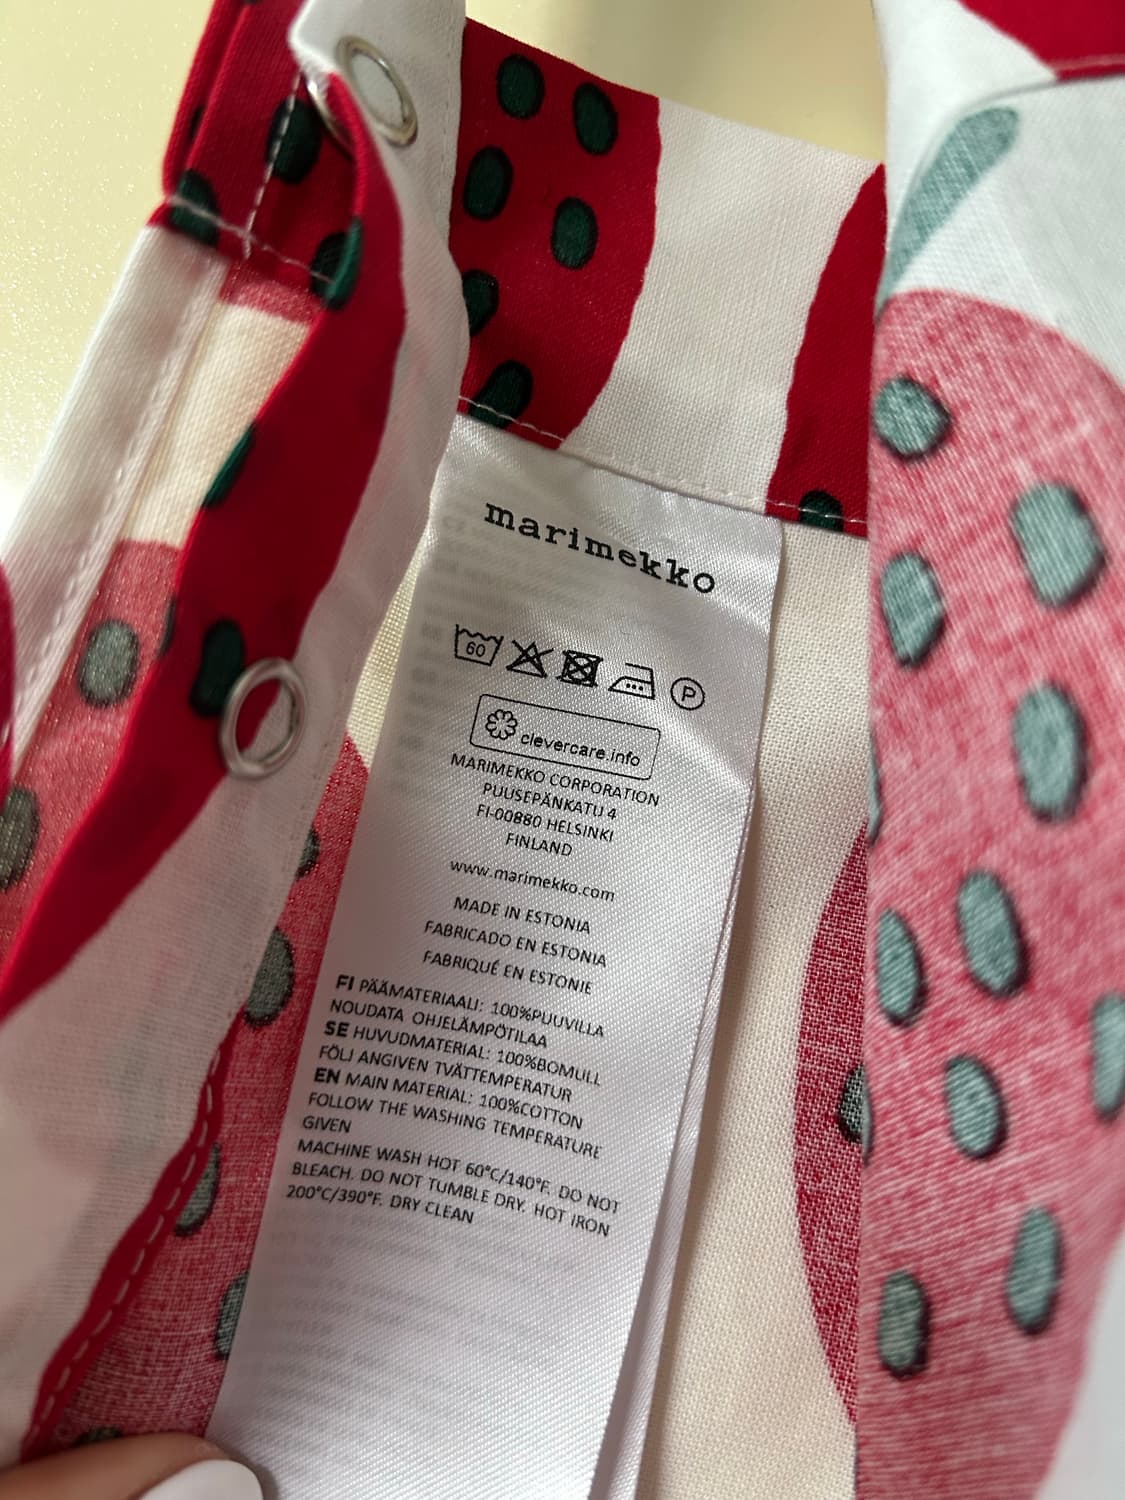 marimekko
60
P
clevercare.info
MARIMEKKO CORPORATION
PUUSEPÄNKATU 4
FI-00880 HELSINKI
FINLAND
www.marimekko.com
MADE IN ESTONIA
FABRICADO EN ESTONIA
FABRIQUÉ EN ESTONIE
FI PÄÄMATERIAALI: 100%PUUVILLA
NOUDATA OHJELÄMPÖTILAA
SE HUVUDMATERIAL: 100%BOMULL
FÖLJ ANGIVEN TVÄTTEMPERATUR
EN MAIN MATERIAL: 100%COTTON
FOLLOW THE WASHING TEMPERATURE
GIVEN
MACHINE WASH HOT 60°C/140°F. DO NOT
BLEACH. DO NOT TUMBLE DRY. HOT IRON
200°C/390°F. DRY CLEAN